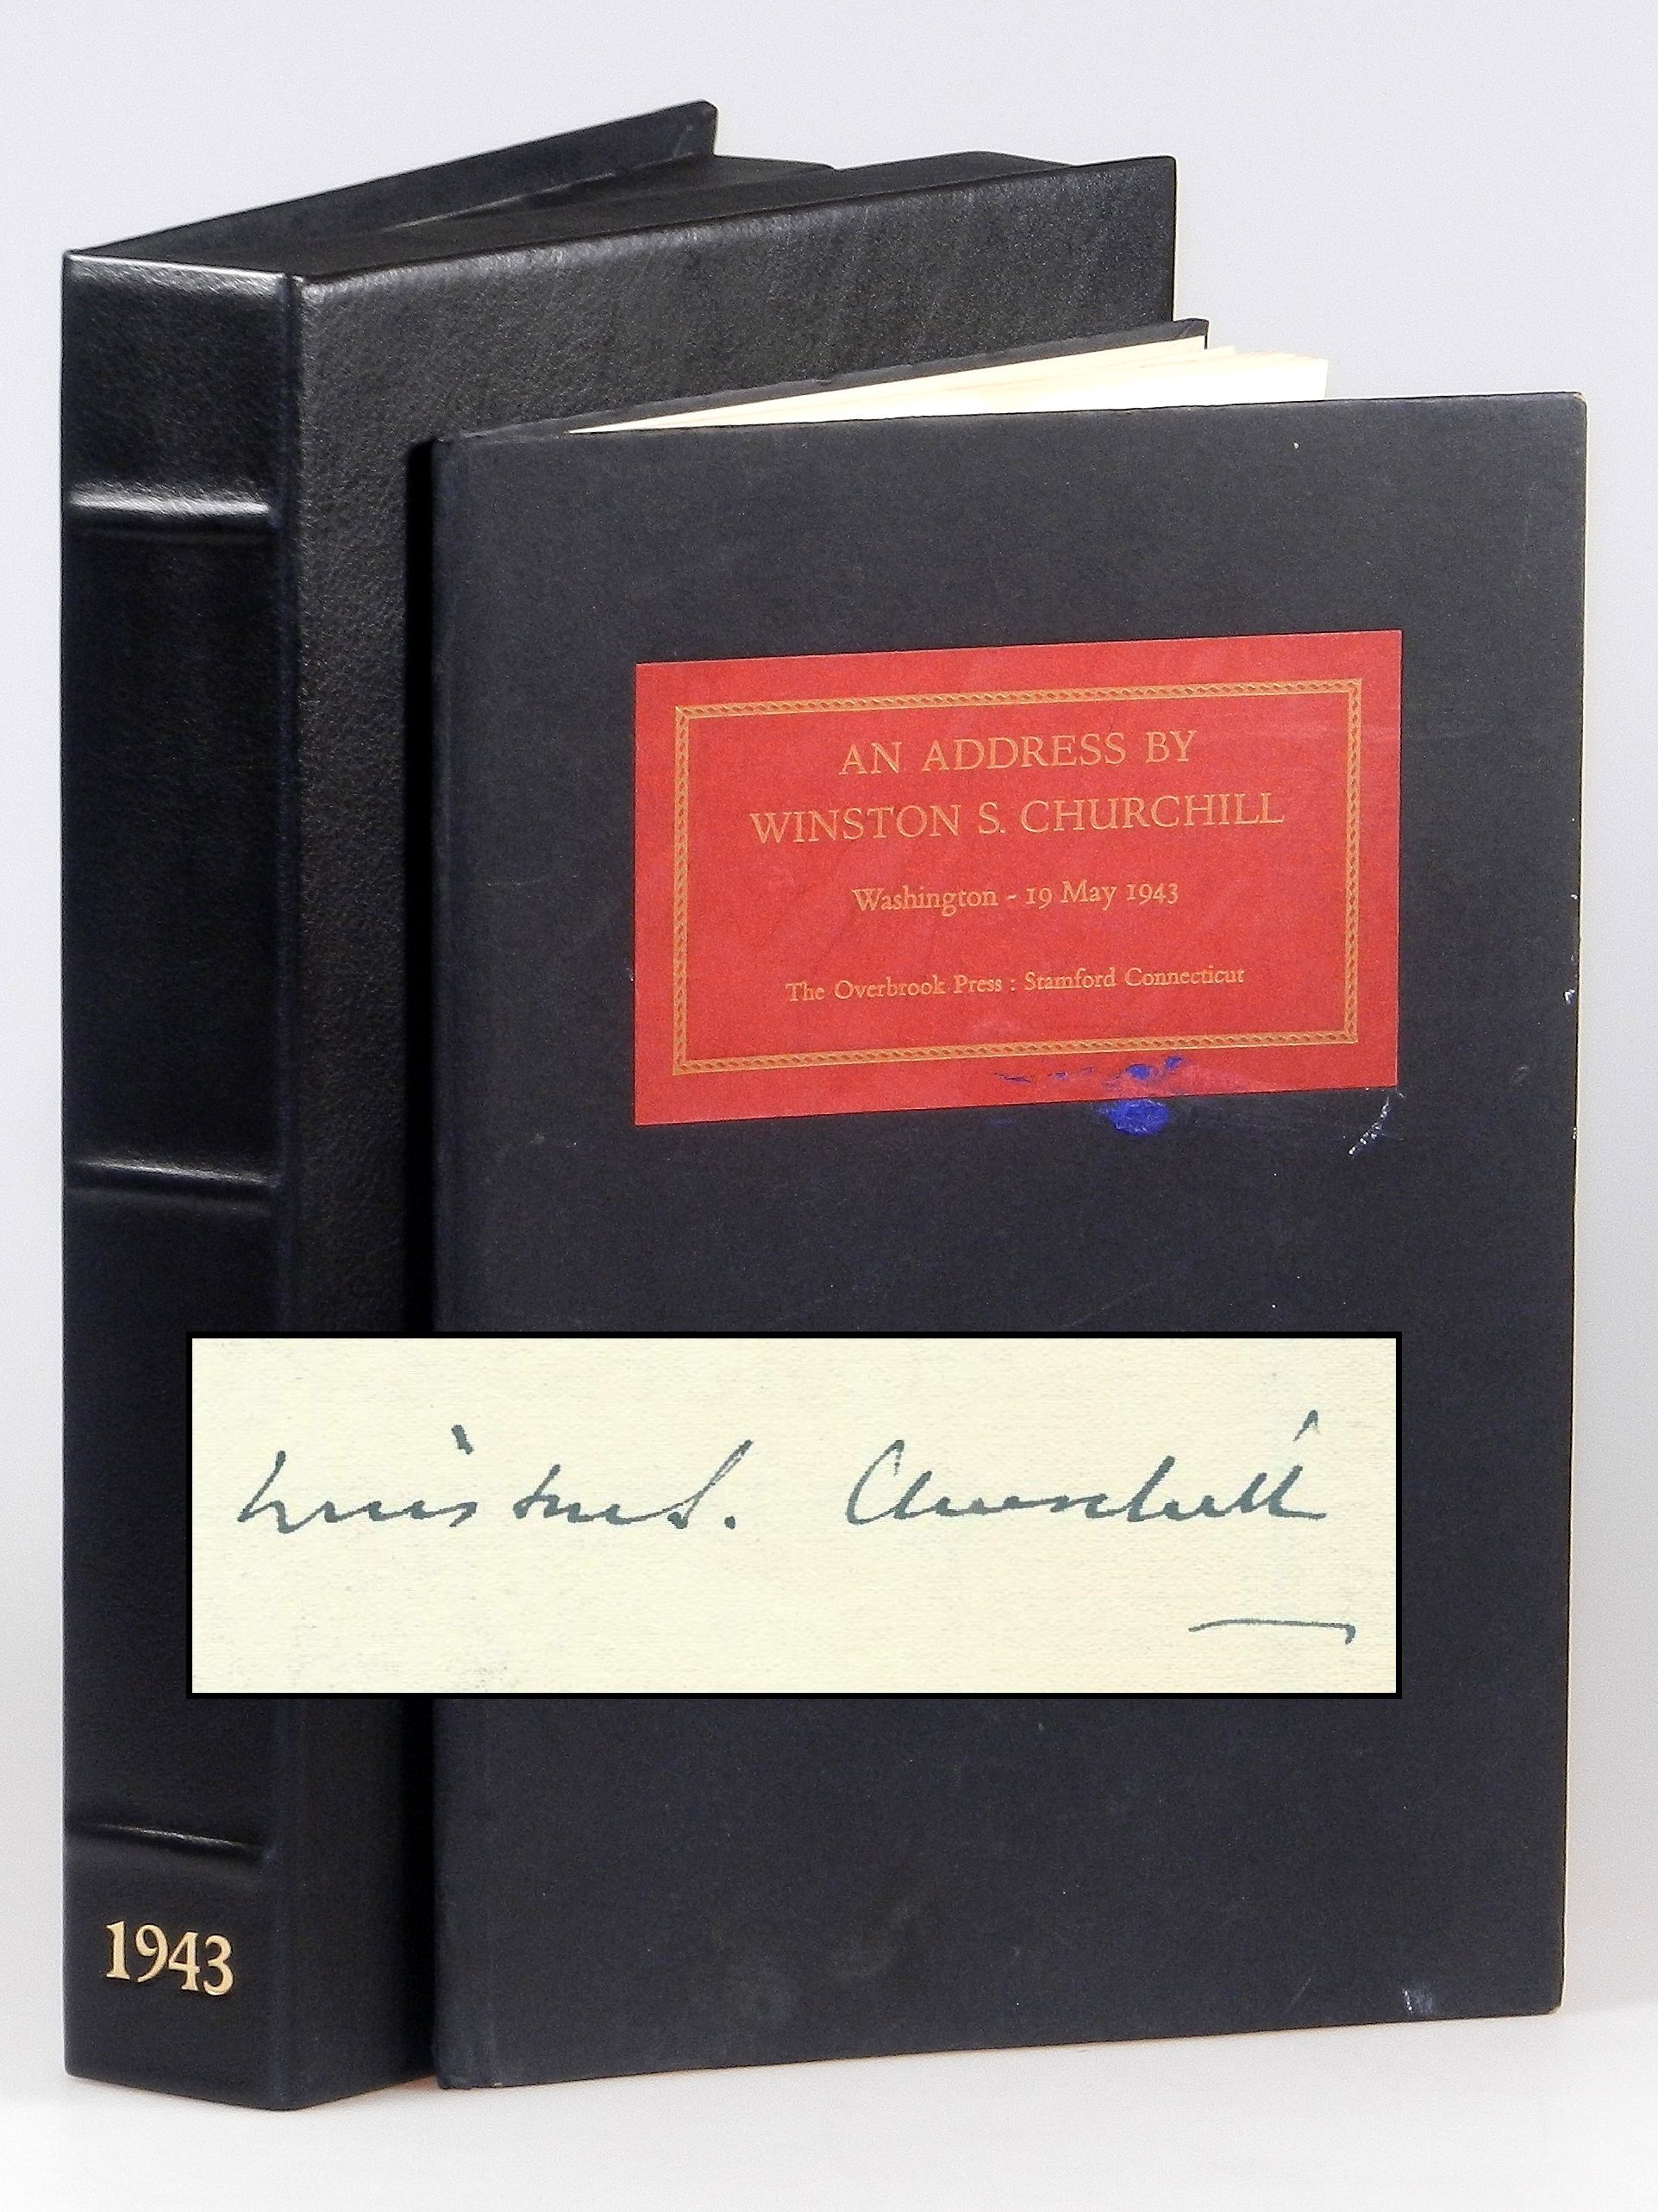 AN ADDRESS BY
WINSTON S. CHURCHILL
Washington - 19 May 1943
The Overbrook Press : Stamford Connecticut
Winston S. Churchill
1943